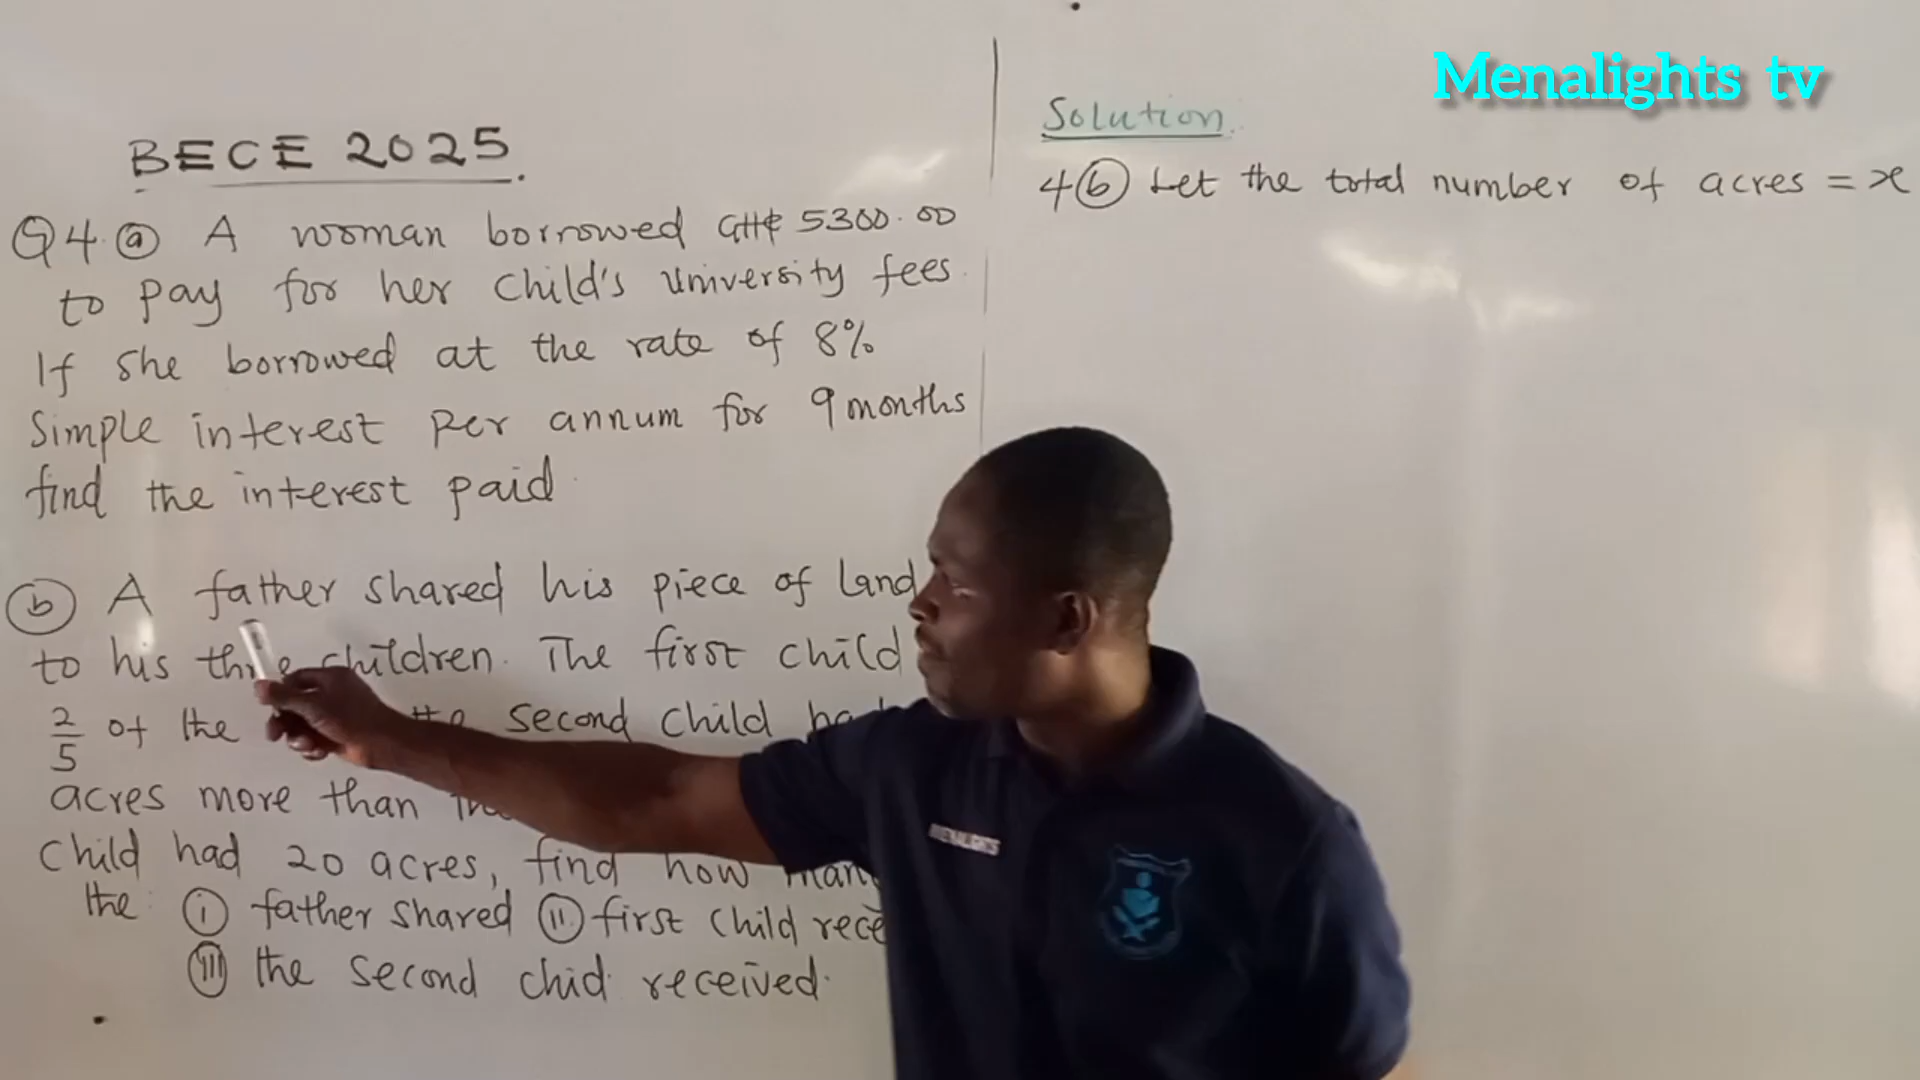 BECE 2025.
Q4. ⓐ A woman borrowed GH¢ 5300.00
to pay for her child's university fees.
If she borrowed at the rate of 8%
Simple interest per annum for 9 months
find the interest paid
ⓑ A father shared his piece of land
to his children. The first child
2/5 of the second child
acres more than
child had 20 acres, find how
the: ⓘ father shared ⓘⓘ first child
ⓘⓘⓘ the second chid received.
Menalights tv
Solution.
4ⓑ Let the total number of acres = x
MENALIGHTS